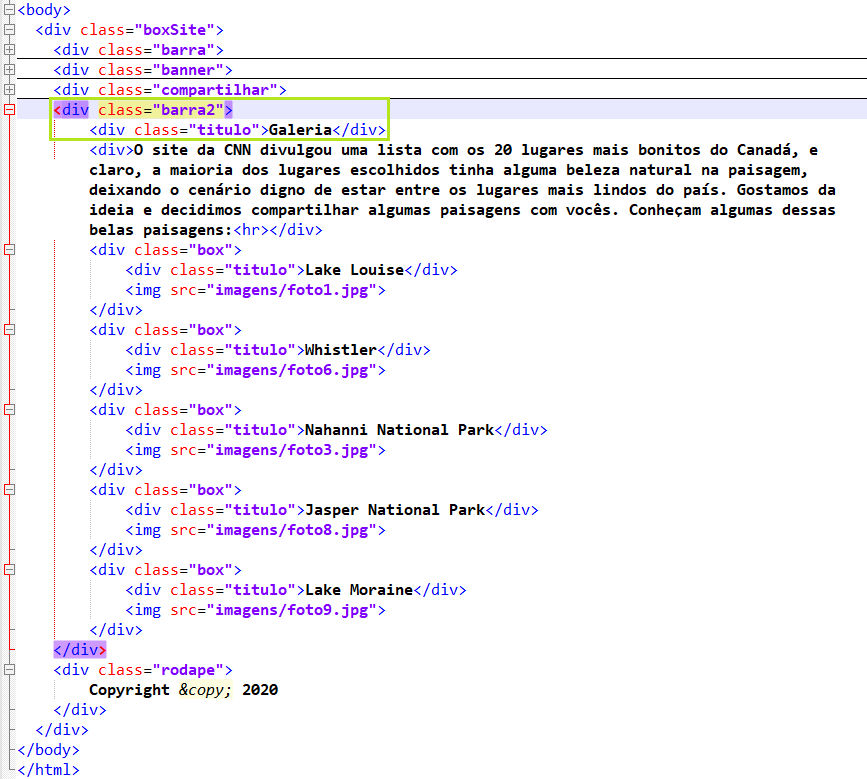 <body>
<div class="boxSite">
<div class="barra">
<div class="banner">
<div class="compartilhar">
<div class="barra2">
<div class="titulo">Galeria</div>
<div>O site da CNN divulgou uma lista com os 20 lugares mais bonitos do Canadá, e
claro, a maioria dos lugares escolhidos tinha alguma beleza natural na paisagem,
deixando o cenário digno de estar entre os lugares mais lindos do país. Gostamos da
ideia e decidimos compartilhar algumas paisagens com vocês. Conheçam algumas dessas
belas paisagens:<hr></div>
<div class="box">
<div class="titulo">Lake Louise</div>
<img src="imagens/foto1.jpg">
</div>
<div class="box">
<div class="titulo">Whistler</div>
<img src="imagens/foto6.jpg">
</div>
<div class="box">
<div class="titulo">Nahanni National Park</div>
<img src="imagens/foto3.jpg">
</div>
<div class="box">
<div class="titulo">Jasper National Park</div>
<img src="imagens/foto8.jpg">
</div>
<div class="box">
<div class="titulo">Lake Moraine</div>
<img src="imagens/foto9.jpg">
</div>
</div>
<div class="rodape">
Copyright &copy; 2020
</div>
</div>
</body>
</html>